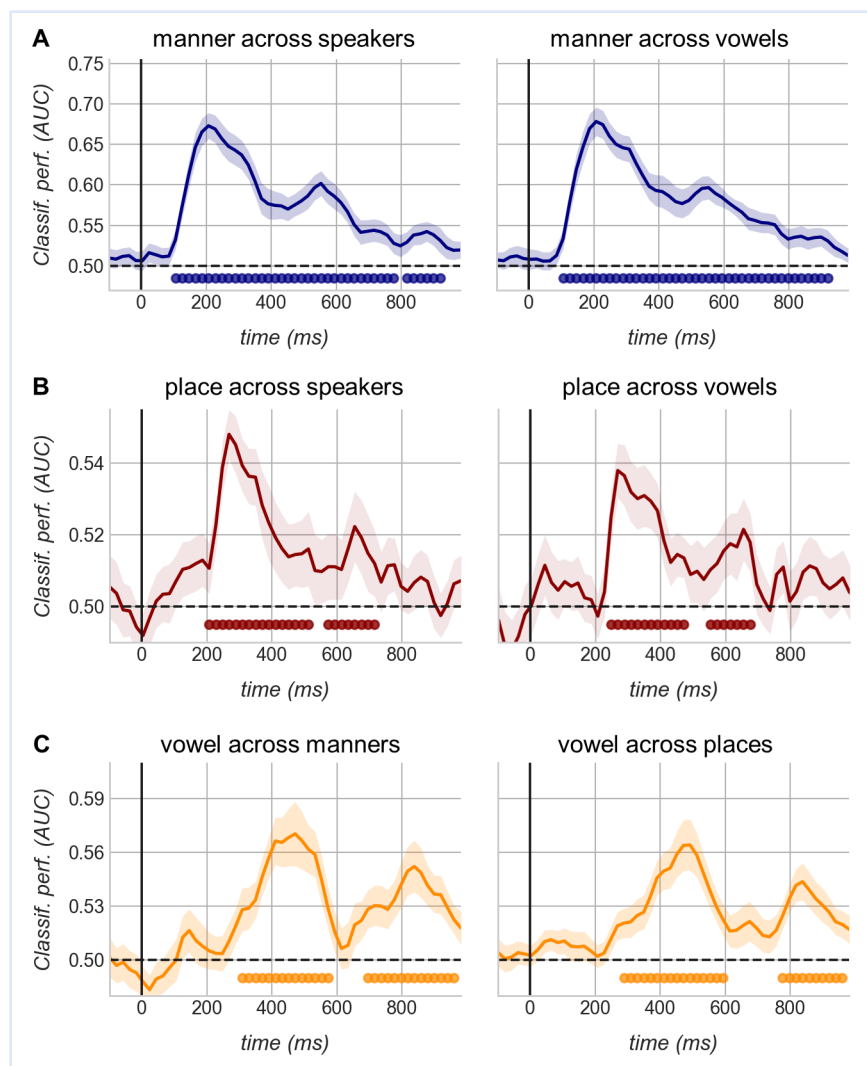 A
manner across speakers
manner across vowels
Classif. perf. (AUC)
0.75
0.70
0.65
0.60
0.55
0.50
0 200 400 600 800
0 200 400 600 800
time (ms)
time (ms)
B
place across speakers
place across vowels
Classif. perf. (AUC)
0.54
0.52
0.50
0 200 400 600 800
0 200 400 600 800
time (ms)
time (ms)
C
vowel across manners
vowel across places
Classif. perf. (AUC)
0.59
0.56
0.53
0.50
0 200 400 600 800
0 200 400 600 800
time (ms)
time (ms)